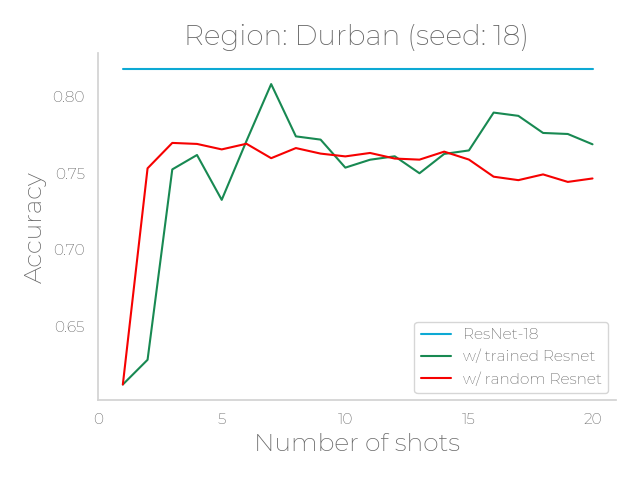 Region: Durban (seed: 18)
Accuracy
0.80
0.75
0.70
0.65
0
5
10
15
20
Number of shots
ResNet-18
w/ trained Resnet
w/ random Resnet